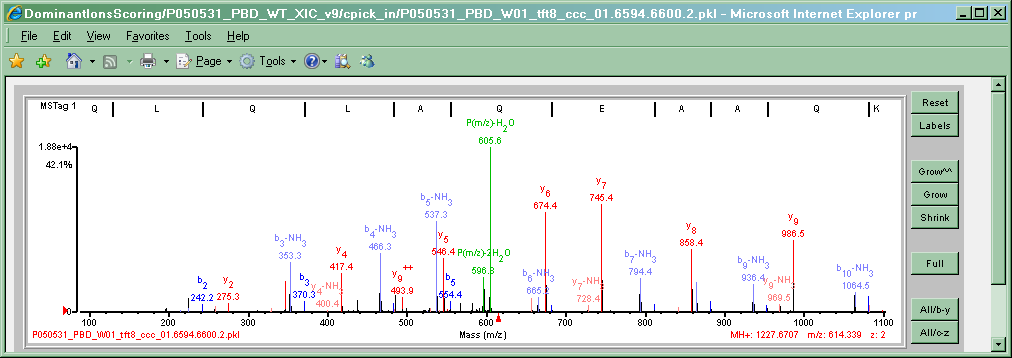 DominantIonsScoring/P050531_PBD_WT_XIC_v9/cpick_in/P050531_PBD_W01_tft8_ccc_01.6594.6600.2.pkl - Microsoft Internet Explorer pr
File Edit View Favorites Tools Help
Page Tools
MSTag 1 Q L Q L A Q E A A Q K
Reset
Labels
Grow^^
Grow
Shrink
Full
All/b-y
All/c-z
1.88e+4
42.1%
P(m/z)-H2O
605.6
y6
674.4
y7
745.4
b5-NH3
537.3
y9
986.5
y8
858.4
b4-NH3
466.3
y5
546.4
b3-NH3
353.3
y4
417.4
P(m/z)-2H2O
596.8
b7-NH3
794.4
b10-NH3
1064.5
b9-NH3
936.4
b2
242.2
y2
275.3
b3
370.3
y4-NH3
400.4
y9 ++
493.9
b5
554.4
b6-NH3
665.3
y7-NH3
728.4
y9-NH3
969.5
100 200 300 400 500 600 700 800 900 1000 1100
P050531_PBD_W01_tft8_ccc_01.6594.6600.2.pkl Mass (m/z) MH+: 1227.6707 m/z: 614.339 z: 2